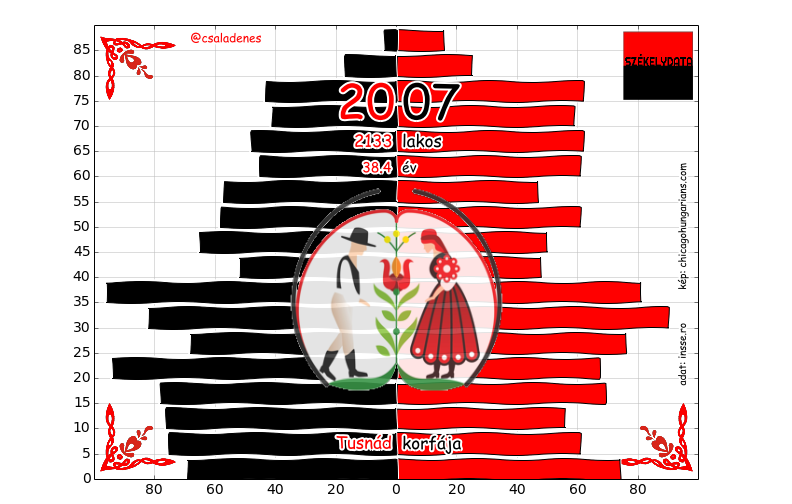 @csaladenes
SZÉKELYDATA
2007
2133 lakos
38.4 év
kép: chicagohungarians.com
adat: insse.ro
Tusnád korfája
85
80
75
70
65
60
55
50
45
40
35
30
25
20
15
10
5
0
80 60 40 20 0 20 40 60 80